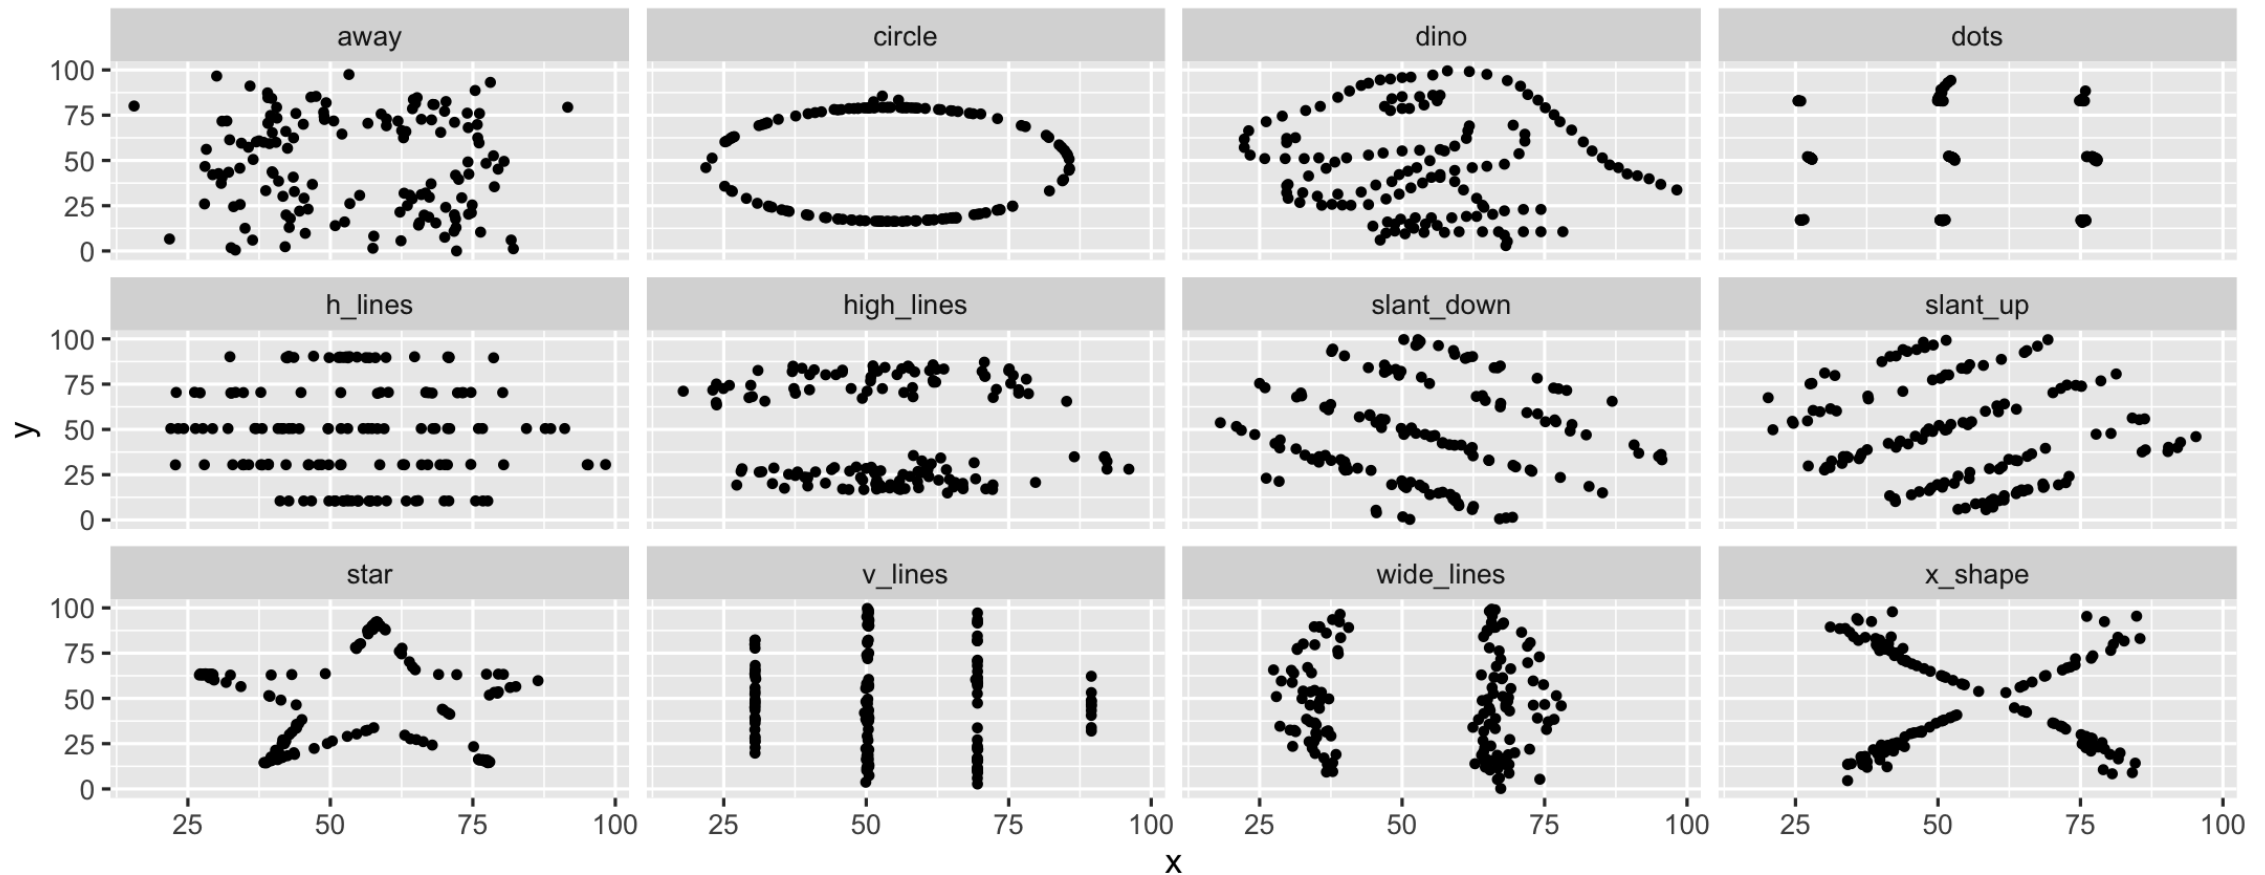 away circle dino dots
100
75
50
25
0
h_lines high_lines slant_down slant_up
100
75
50
25
0
y
star v_lines wide_lines x_shape
100
75
50
25
0
25 50 75 100 25 50 75 100 25 50 75 100 25 50 75 100
x